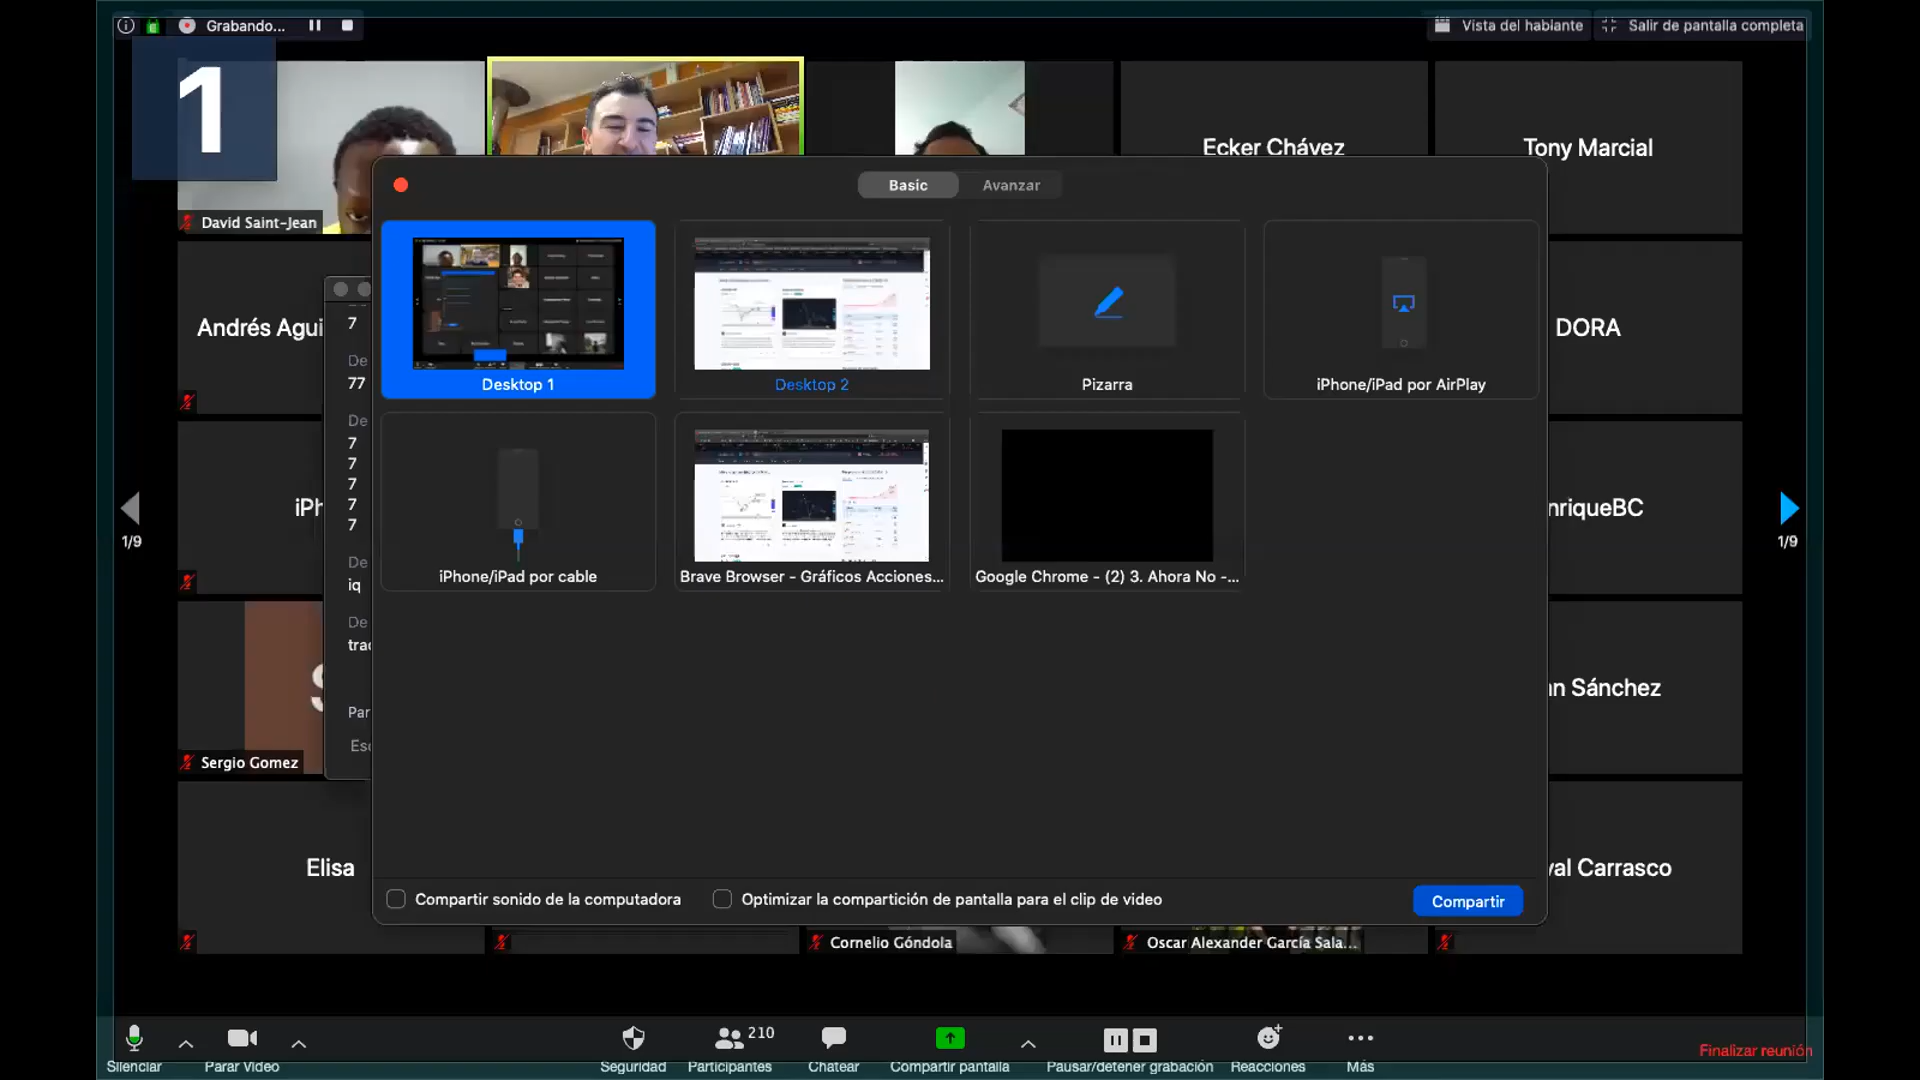 Grabando...
Vista del hablante
Salir de pantalla completa
1
Ecker Chávez
Tony Marcial
Basic
Avanzar
David Saint-Jean
Desktop 1
Desktop 2
Pizarra
iPhone/iPad por AirPlay
Andrés Agui
DORA
7
De
77
De
7
7
7
7
7
iPh
nriqueBC
1/9
1/9
iPhone/iPad por cable
Brave Browser - Gráficos Acciones...
Google Chrome - (2) 3. Ahora No -...
De
iq
De
trad
S
n Sánchez
Par
Esc
Sergio Gomez
Elisa
val Carrasco
Compartir sonido de la computadora
Optimizar la compartición de pantalla para el clip de video
Compartir
Cornelio Góndola
Oscar Alexander García Sala...
210
Silenciar
Parar Video
Seguridad
Participantes
Chatear
Compartir pantalla
Pausar/detener grabación
Reacciones
Más
Finalizar reunión